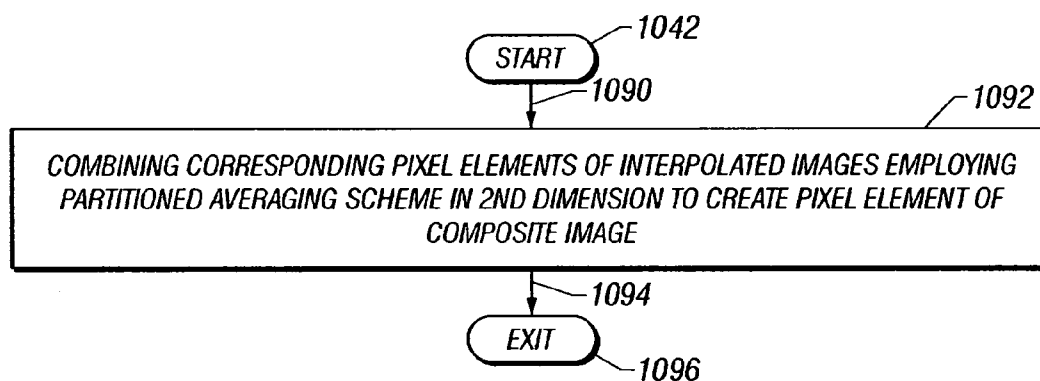 1042
START
1090
1092
COMBINING CORRESPONDING PIXEL ELEMENTS OF INTERPOLATED IMAGES EMPLOYING
PARTITIONED AVERAGING SCHEME IN 2ND DIMENSION TO CREATE PIXEL ELEMENT OF
COMPOSITE IMAGE
1094
EXIT
1096